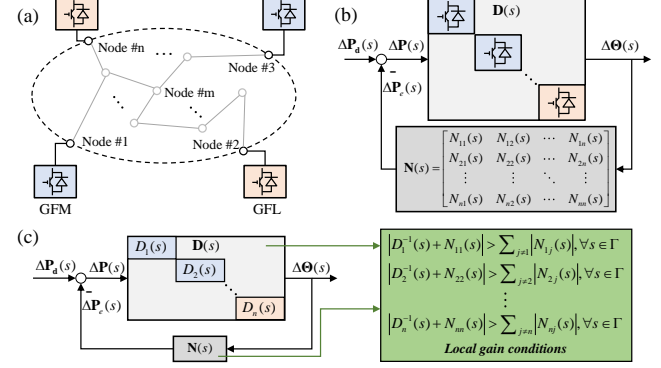 (a)
Node #n
Node #3
Node #m
Node #1
Node #2
GFM
GFL
(b)
D(s)
ΔP_d(s)
ΔP(s)
ΔΘ(s)
−
ΔP_e(s)
N(s) = [N_11(s) N_12(s) ⋯ N_1n(s)
N_21(s) N_22(s) ⋯ N_2n(s)
⋮ ⋮ ⋱ ⋮
N_n1(s) N_n2(s) ⋯ N_nn(s)]
(c)
D_1(s) D(s)
D_2(s)
D_n(s)
ΔP_d(s)
ΔP(s)
ΔΘ(s)
−
ΔP_e(s)
N(s)
|D_1^{-1}(s) + N_11(s)| > ∑_{j≠1} |N_1j(s)|, ∀s ∈ Γ
|D_2^{-1}(s) + N_22(s)| > ∑_{j≠2} |N_2j(s)|, ∀s ∈ Γ
⋮
|D_n^{-1}(s) + N_nn(s)| > ∑_{j≠n} |N_nj(s)|, ∀s ∈ Γ
Local gain conditions